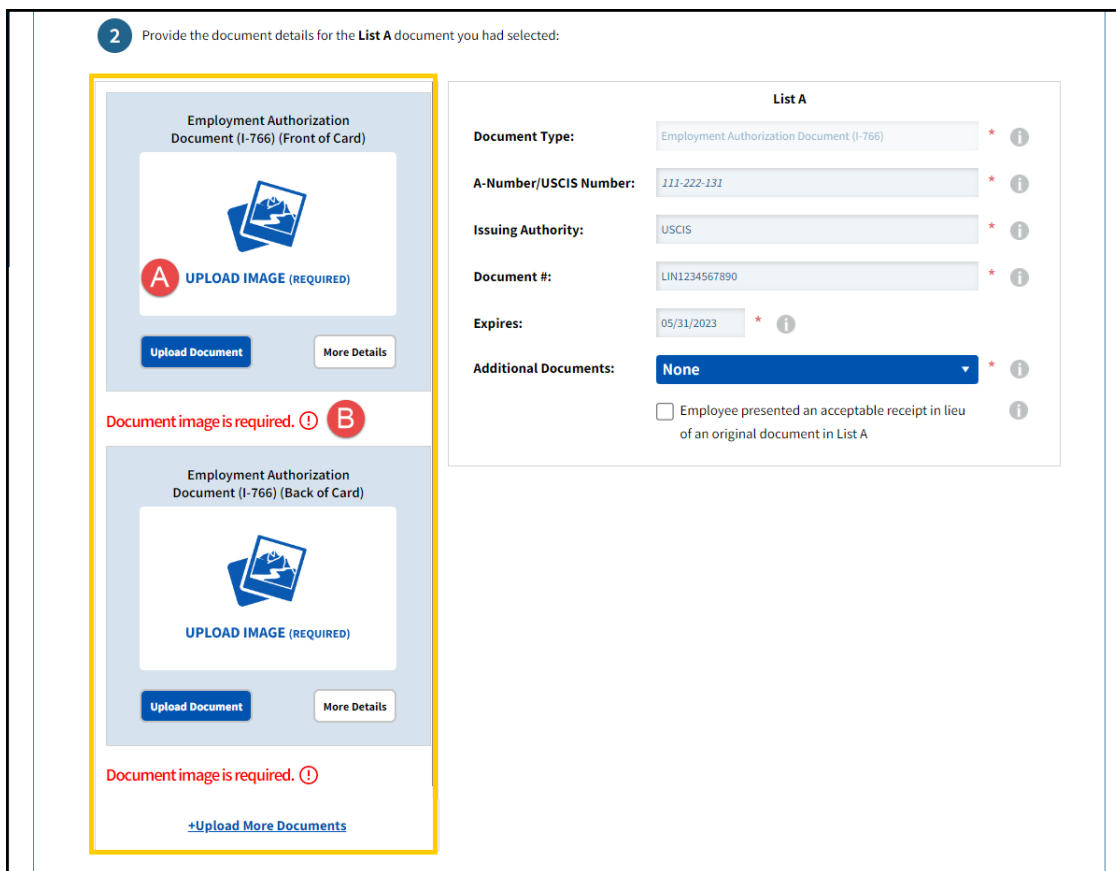 2 Provide the document details for the List A document you had selected:
Employment Authorization
Document (I-766) (Front of Card)
A UPLOAD IMAGE (REQUIRED)
Upload Document More Details
Document image is required. B
Employment Authorization
Document (I-766) (Back of Card)
UPLOAD IMAGE (REQUIRED)
Upload Document More Details
Document image is required.
+Upload More Documents
List A
Document Type: Employment Authorization Document (I-766) *
A-Number/USCIS Number: 111-222-131 *
Issuing Authority: USCIS *
Document #: LIN1234567890 *
Expires: 05/31/2023 *
Additional Documents: None *
Employee presented an acceptable receipt in lieu
of an original document in List A